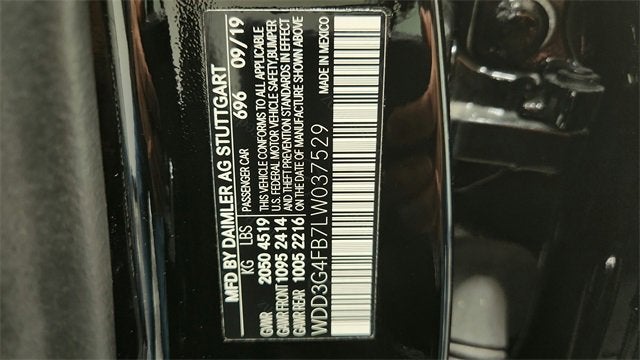 MFD BY DAIMLER AG STUTTGART
696 09/19
KG LBS PASSENGER CAR
GVWR 2050 4519
GAWR FRONT 1095 2414
GAWR REAR 1005 2216
THIS VEHICLE CONFORMS TO ALL APPLICABLE
U.S. FEDERAL MOTOR VEHICLE SAFETY, BUMPER
AND THEFT PREVENTION STANDARDS IN EFFECT
ON THE DATE OF MANUFACTURE SHOWN ABOVE
WDD3G4FB7LW037529
MADE IN MEXICO